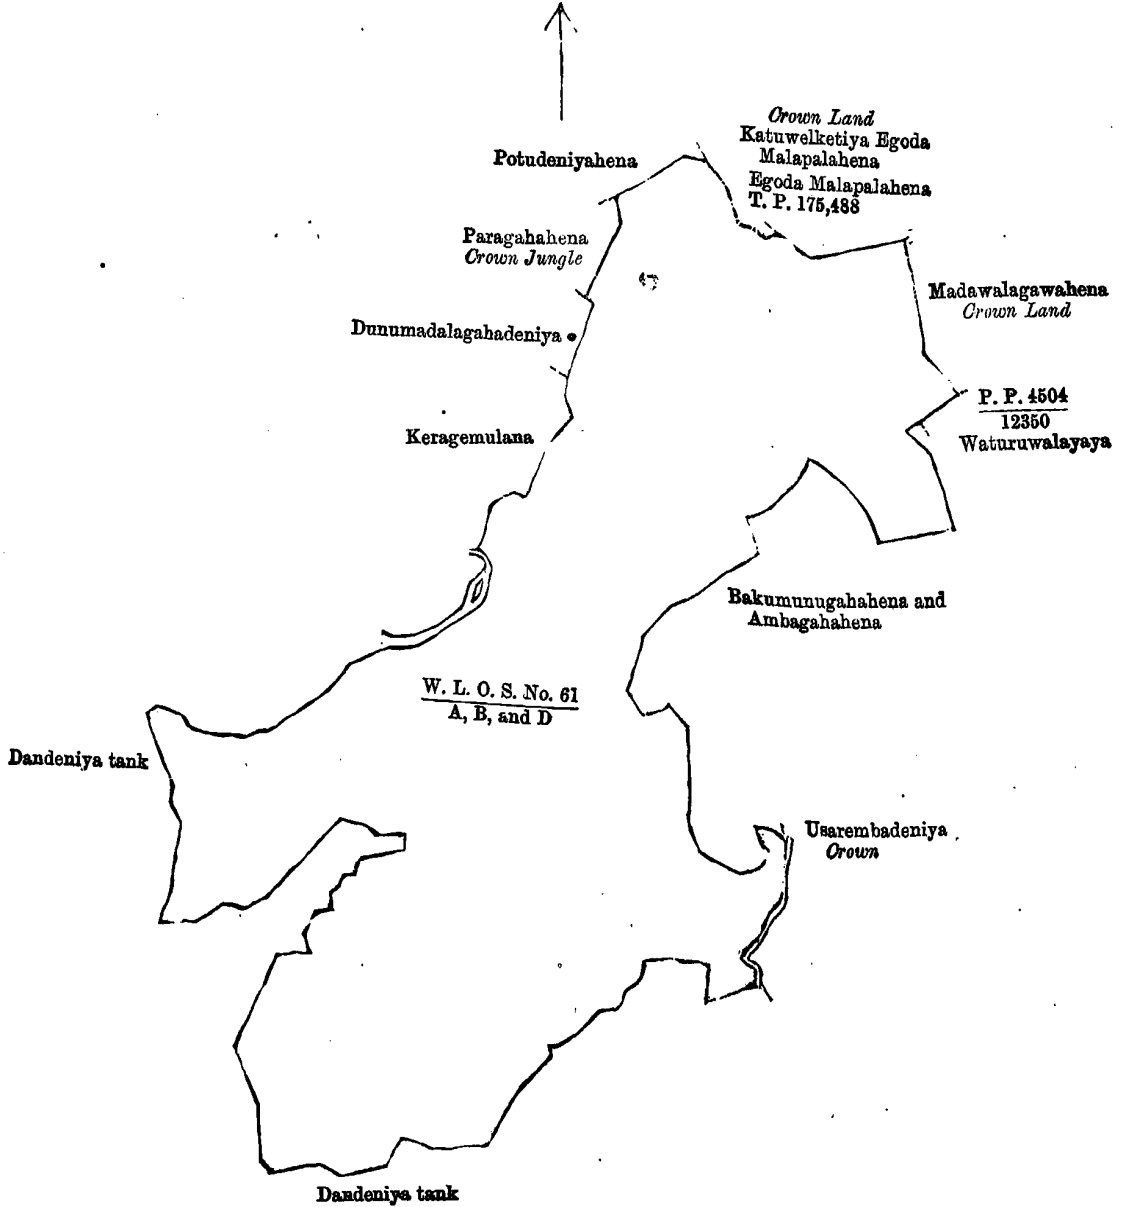 Crown Land
Katuwelketiya Egoda
Malapalahena
Potudeniyahena
Egoda Malapalahena
T. P. 175,488
Paragahahena
Crown Jungle
Madawalagawahena
Crown Land
Dunumadalagahadeniya
P. P. 4504
12350
Waturuwalayaya
Keragemulana
Bakumunugahahena and
Ambagahahena
W. L. O. S. No. 61
A, B, and D
Dandeniya tank
Usarembadeniya
Crown
Dandeniya tank